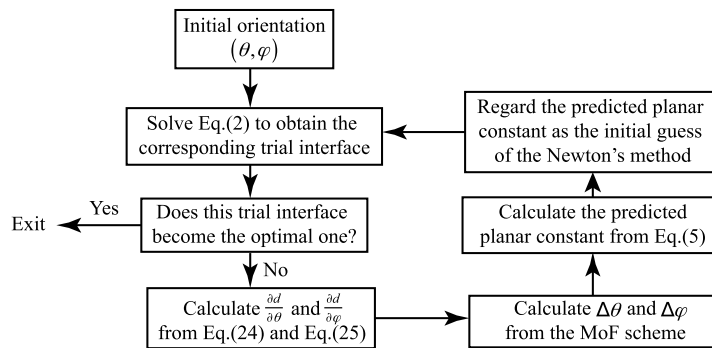 Initial orientation
(θ,φ)
Solve Eq.(2) to obtain the
corresponding trial interface
Does this trial interface
become the optimal one?
Yes
Exit
No
Calculate ∂d/∂θ and ∂d/∂φ
from Eq.(24) and Eq.(25)
Calculate Δθ and Δφ
from the MoF scheme
Calculate the predicted
planar constant from Eq.(5)
Regard the predicted planar
constant as the initial guess
of the Newton's method